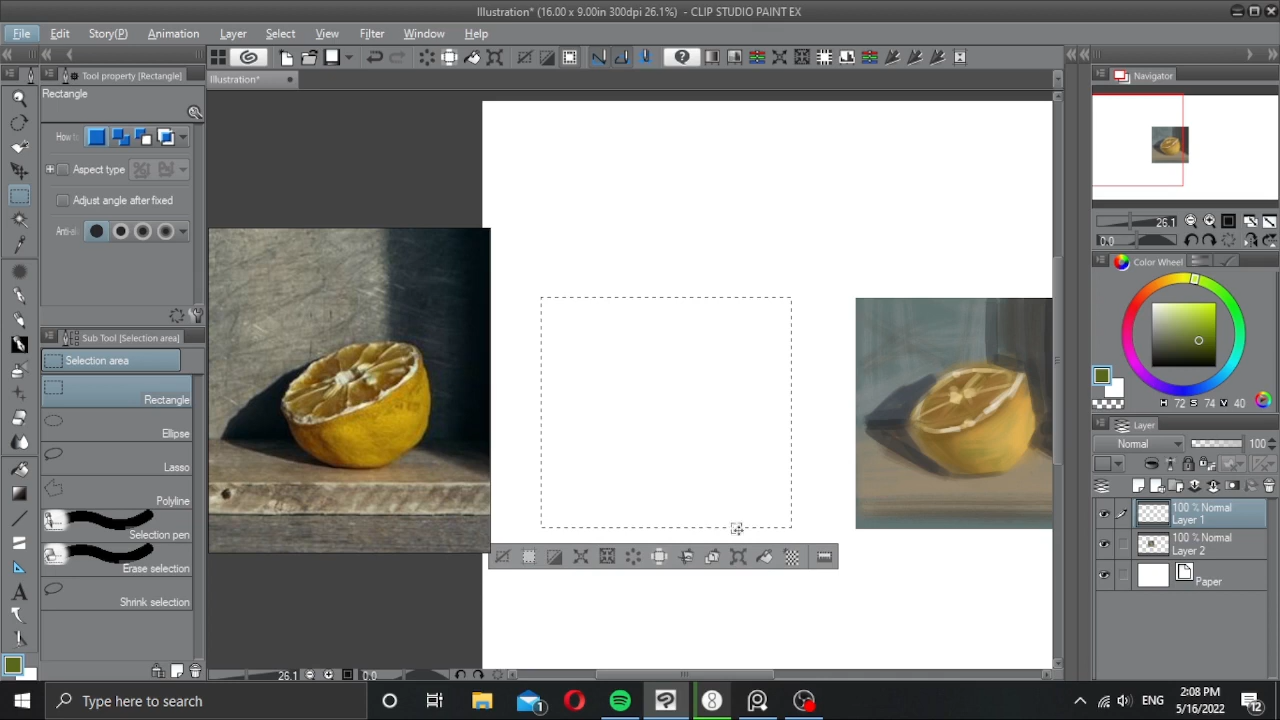 Illustration* (16.00 x 9.00in 300dpi 26.1%) - CLIP STUDIO PAINT EX
File Edit Story(P) Animation Layer Select View Filter Window Help
Tool property [Rectangle]
Illustration*
Navigator
Rectangle
Aspect type
Adjust angle after fixed
26.1
0.0
Color Wheel
Sub Tool [Selection area]
Selection area
Rectangle
Ellipse
Lasso
Polyline
Selection pen
Erase selection
Shrink selection
H 72 S 74 V 40
Layer
Normal 100
100 % Normal
Layer 1
100 % Normal
Layer 2
Paper
26.1 0.0
Type here to search
1
8
ENG
2:08 PM
5/16/2022
12